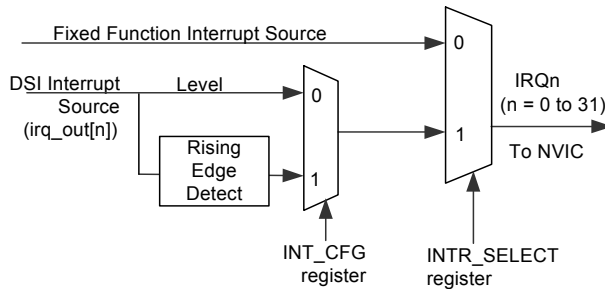 Fixed Function Interrupt Source
0
DSI Interrupt
Source
(irq_out[n])
Level
0
Rising
Edge
Detect
1
1
IRQn
(n = 0 to 31)
To NVIC
INT_CFG
register
INTR_SELECT
register